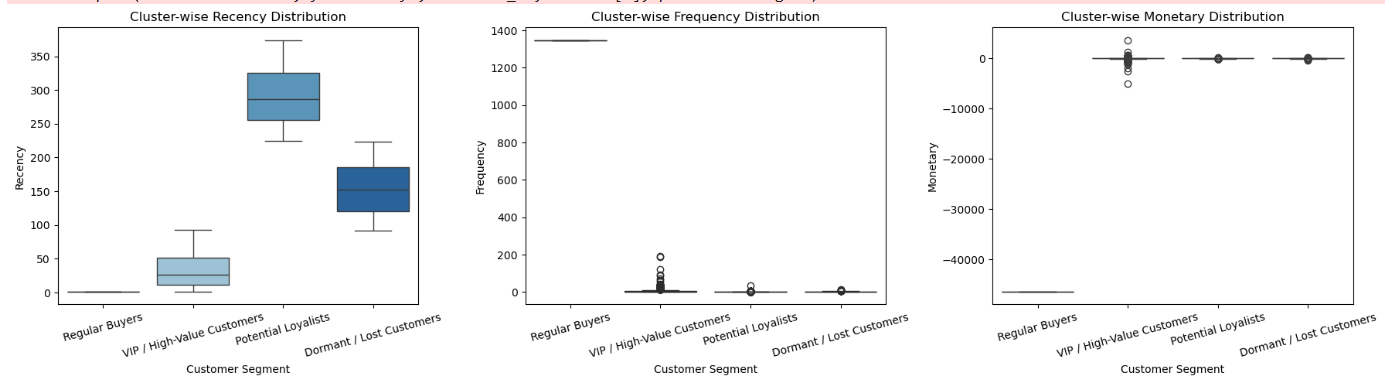 Cluster-wise Recency Distribution
350
300
250
200
150
100
50
0
Recency
Regular Buyers
VIP / High-Value Customers
Potential Loyalists
Dormant / Lost Customers
Customer Segment
Cluster-wise Frequency Distribution
1400
1200
1000
800
600
400
200
0
Frequency
Regular Buyers
VIP / High-Value Customers
Potential Loyalists
Dormant / Lost Customers
Customer Segment
Cluster-wise Monetary Distribution
0
−10000
−20000
−30000
−40000
Monetary
Regular Buyers
VIP / High-Value Customers
Potential Loyalists
Dormant / Lost Customers
Customer Segment